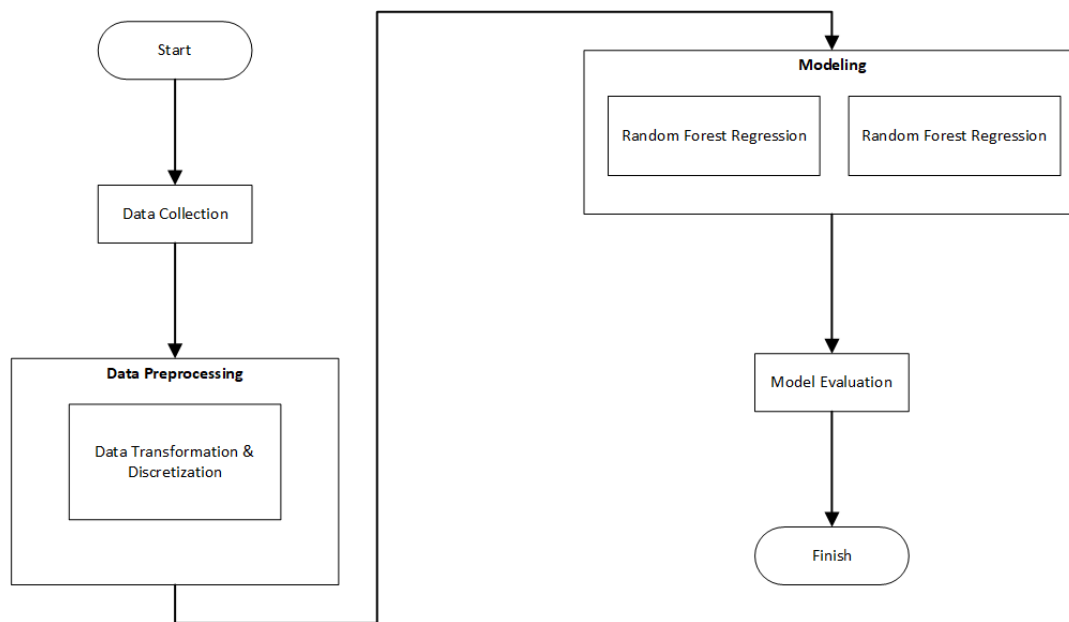 Start
Data Collection
Data Preprocessing
Data Transformation &
Discretization
Modeling
Random Forest Regression
Random Forest Regression
Model Evaluation
Finish